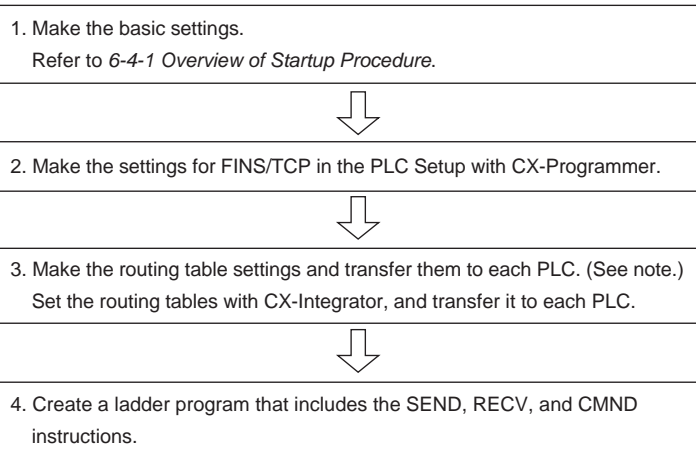 1. Make the basic settings.
Refer to 6-4-1 Overview of Startup Procedure.
2. Make the settings for FINS/TCP in the PLC Setup with CX-Programmer.
3. Make the routing table settings and transfer them to each PLC. (See note.)
Set the routing tables with CX-Integrator, and transfer it to each PLC.
4. Create a ladder program that includes the SEND, RECV, and CMND
instructions.